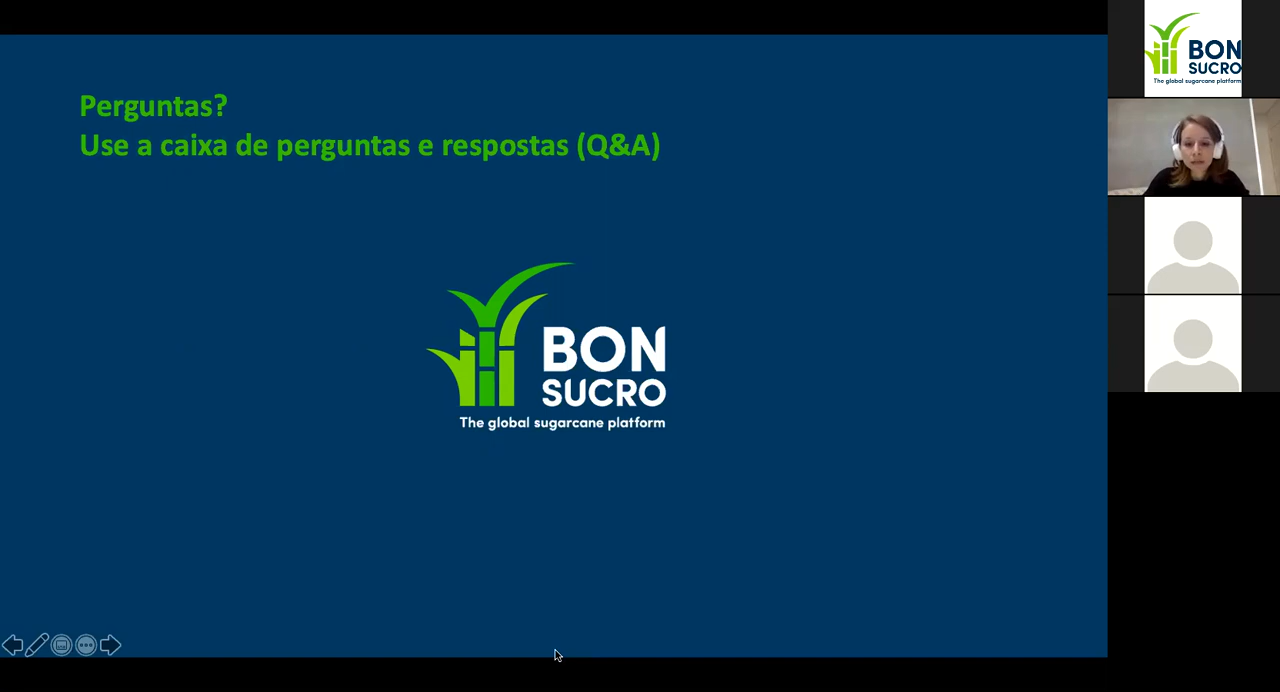 Perguntas?
Use a caixa de perguntas e respostas (Q&A)
BON
SUCRO
The global sugarcane platform
BON
SUCRO
The global sugarcane platform